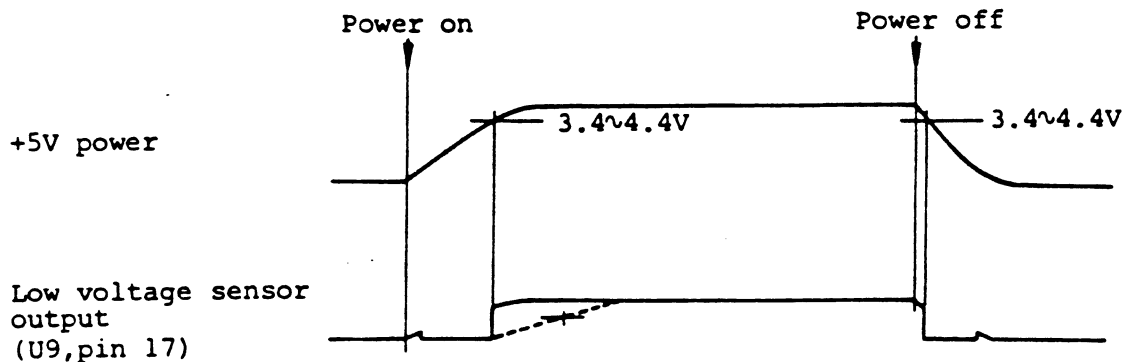 Power on
Power off
3.4∿4.4V
3.4∿4.4V
+5V power
Low voltage sensor
output
(U9,pin 17)